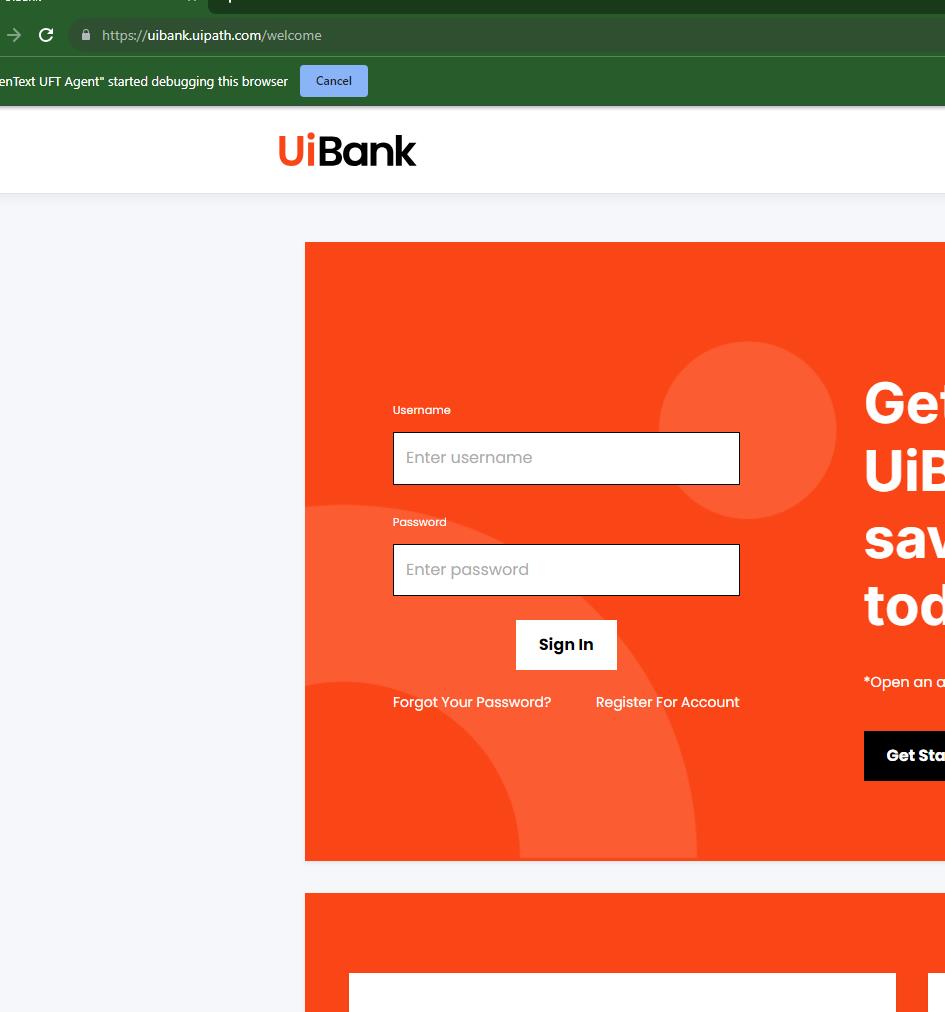 https://uibank.uipath.com/welcome
enText UFT Agent" started debugging this browser
Cancel
UiBank
Username
Enter username
Password
Enter password
Sign In
Forgot Your Password?
Register For Account
Get
UiB
sav
tod
*Open an a
Get Sta